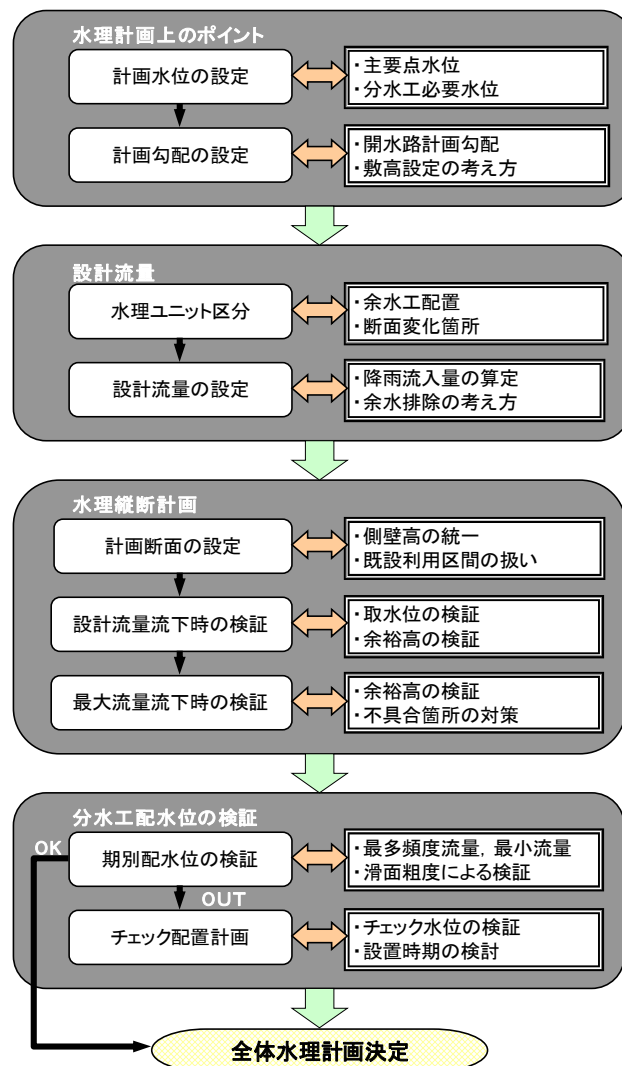 水理計画上のポイント
計画水位の設定
・主要点水位
・分水工必要水位
計画勾配の設定
・開水路計画勾配
・敷高設定の考え方
設計流量
水理ユニット区分
・余水工配置
・断面変化箇所
設計流量の設定
・降雨流入量の算定
・余水排除の考え方
水理縦断計画
計画断面の設定
・側壁高の統一
・既設利用区間の扱い
設計流量流下時の検証
・取水位の検証
・余裕高の検証
最大流量流下時の検証
・余裕高の検証
・不具合箇所の対策
分水工配水位の検証
OK
期別配水位の検証
・最多頻度流量，最小流量
・滑面粗度による検証
OUT
チェック配置計画
・チェック水位の検証
・設置時期の検討
全体水理計画決定